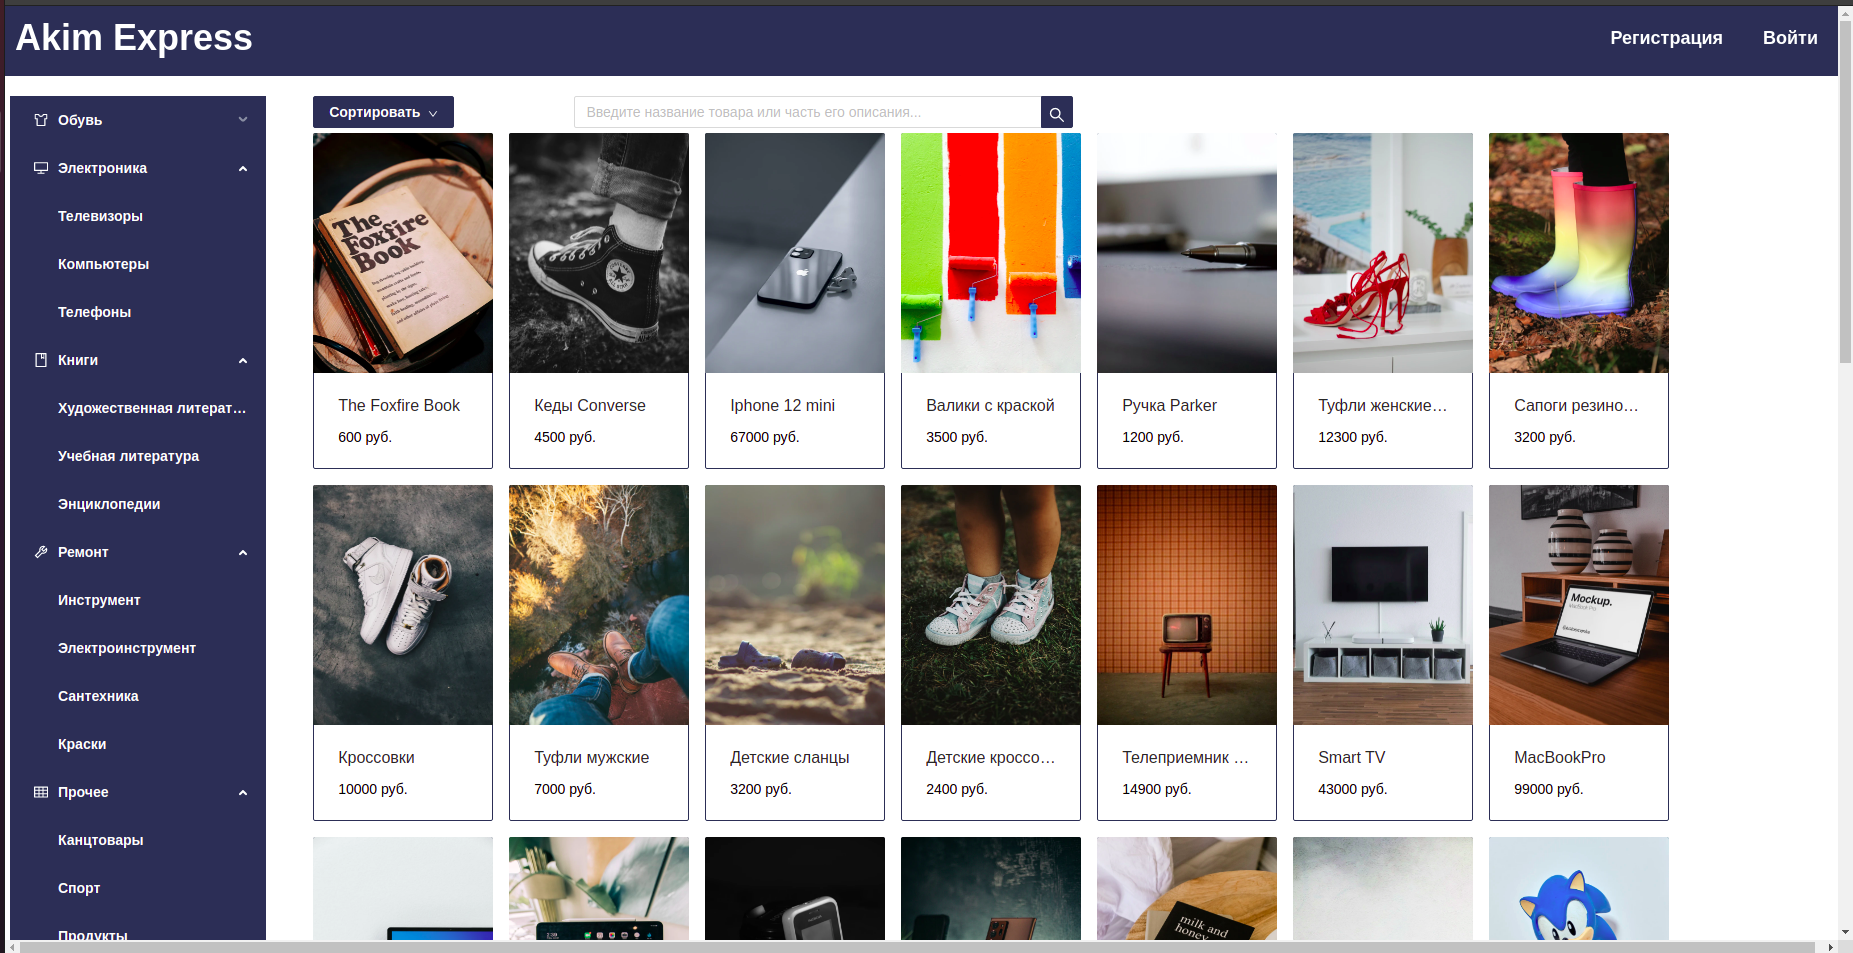 Akim Express
Регистрация
Войти
Обувь
Электроника
Телевизоры
Компьютеры
Телефоны
Книги
Художественная литерат...
Учебная литература
Энциклопедии
Ремонт
Инструмент
Электроинструмент
Сантехника
Краски
Прочее
Канцтовары
Спорт
Продукты
Сортировать
Введите название товара или часть его описания...
The
Foxfire
Book
The Foxfire Book
600 руб.
Кеды Converse
4500 руб.
Iphone 12 mini
67000 руб.
Валики с краской
3500 руб.
Ручка Parker
1200 руб.
Туфли женские...
12300 руб.
Сапоги резино...
3200 руб.
Mockup.
Кроссовки
10000 руб.
Туфли мужские
7000 руб.
Детские сланцы
3200 руб.
Детские кроссо...
2400 руб.
Телеприемник ...
14900 руб.
Smart TV
43000 руб.
MacBookPro
99000 руб.
milk and
honey